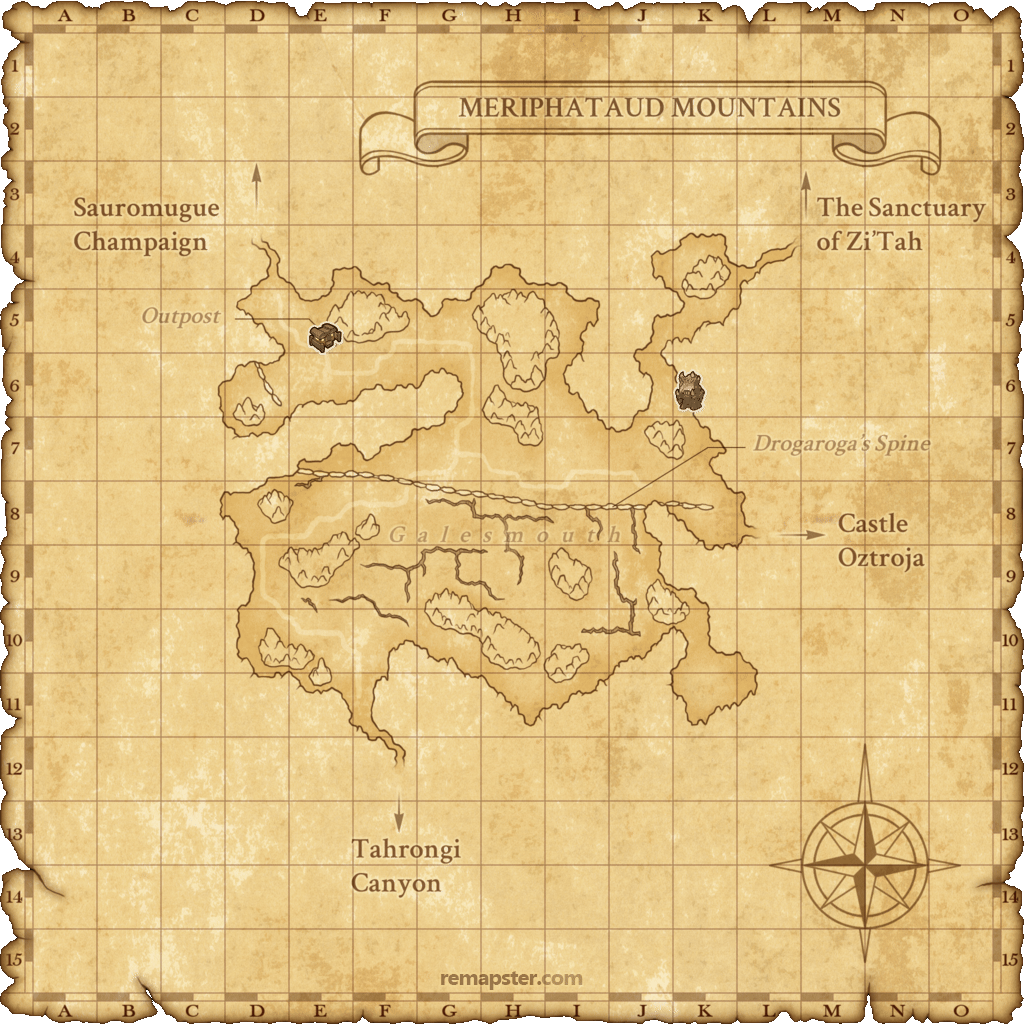 A B C D E F G H I J K L M N O
1 1
MERIPHATAUD MOUNTAINS
2 2
3 3
Sauromugue
Champaign
The Sanctuary
of Zi'Tah
4 4
Outpost
5 5
6 6
Drogaroga's Spine
7 7
8 8
Galesmouth
Castle
Oztroja
9 9
10 10
11 11
12 12
13 13
Tahrongi
Canyon
14 14
15 15
remapster.com
A B C D E F G H I J K L M N O